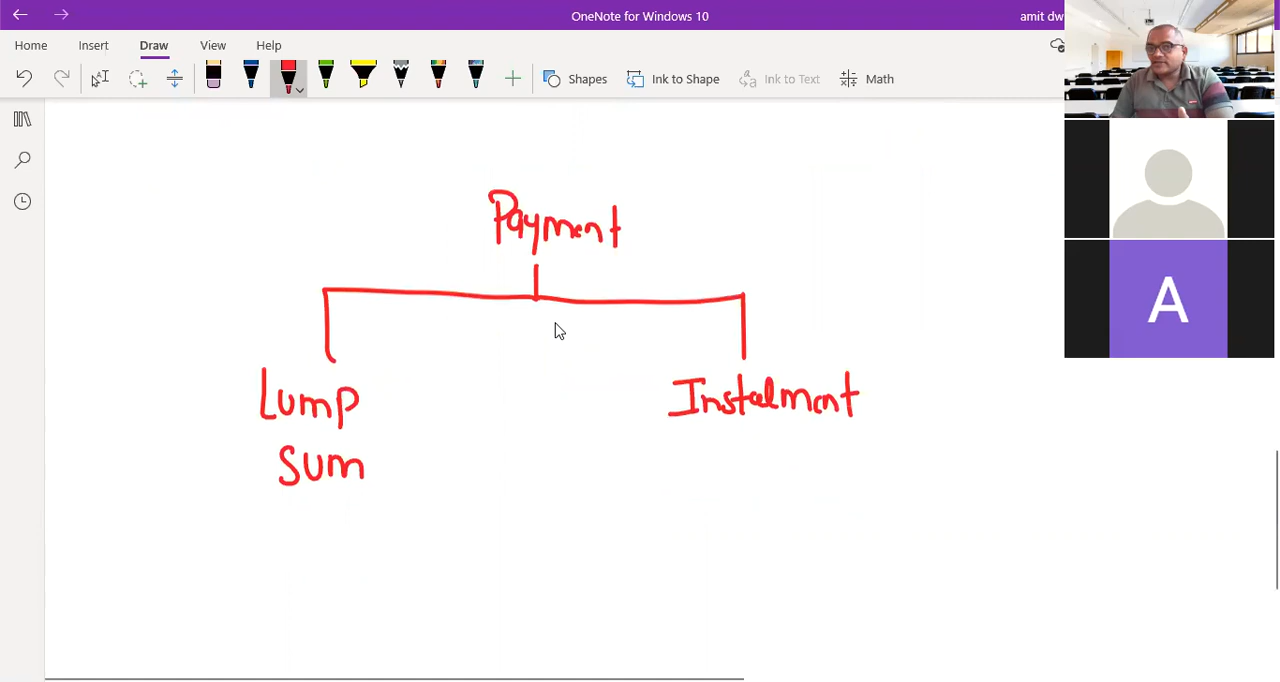 OneNote for Windows 10
amit dw
Home Insert Draw View Help
Shapes Ink to Shape Ink to Text Math
Payment
Lump Instalment
Sum
A